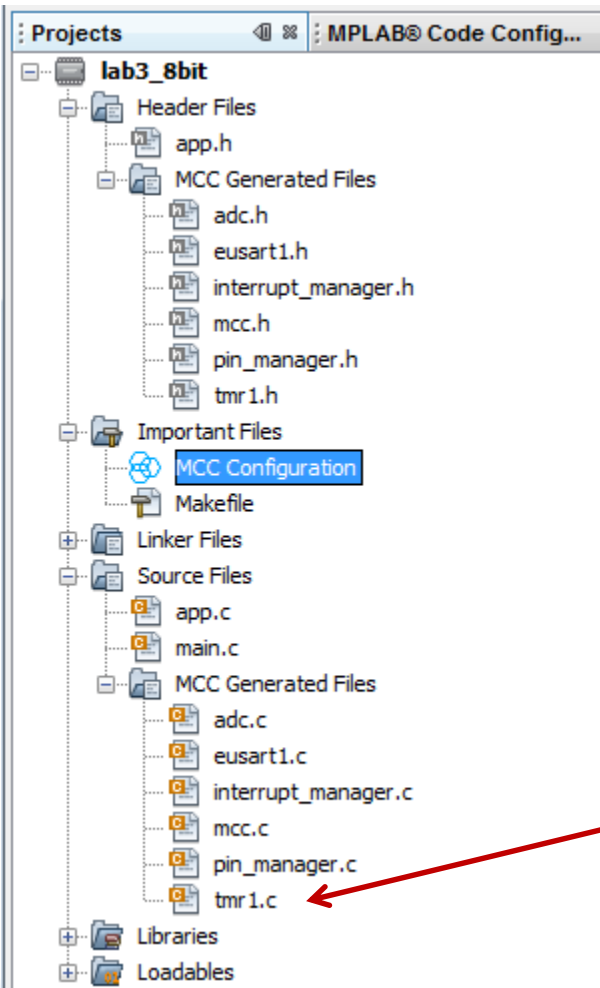 Projects
MPLAB® Code Config...
lab3_8bit
Header Files
app.h
MCC Generated Files
adc.h
eusart1.h
interrupt_manager.h
mcc.h
pin_manager.h
tmr1.h
Important Files
MCC Configuration
Makefile
Linker Files
Source Files
app.c
main.c
MCC Generated Files
adc.c
eusart1.c
interrupt_manager.c
mcc.c
pin_manager.c
tmr1.c
Libraries
Loadables